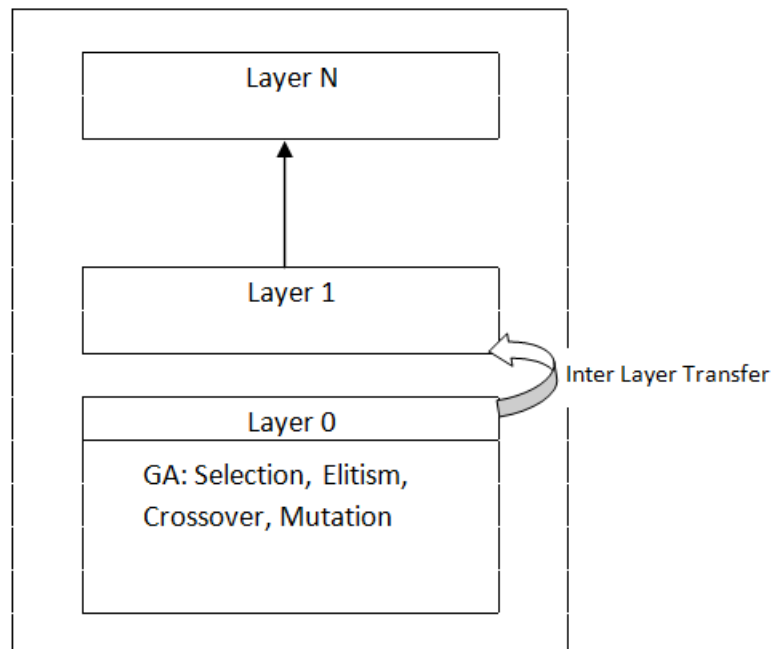 Layer N
Layer 1
Inter Layer Transfer
Layer 0
GA: Selection, Elitism,
Crossover, Mutation